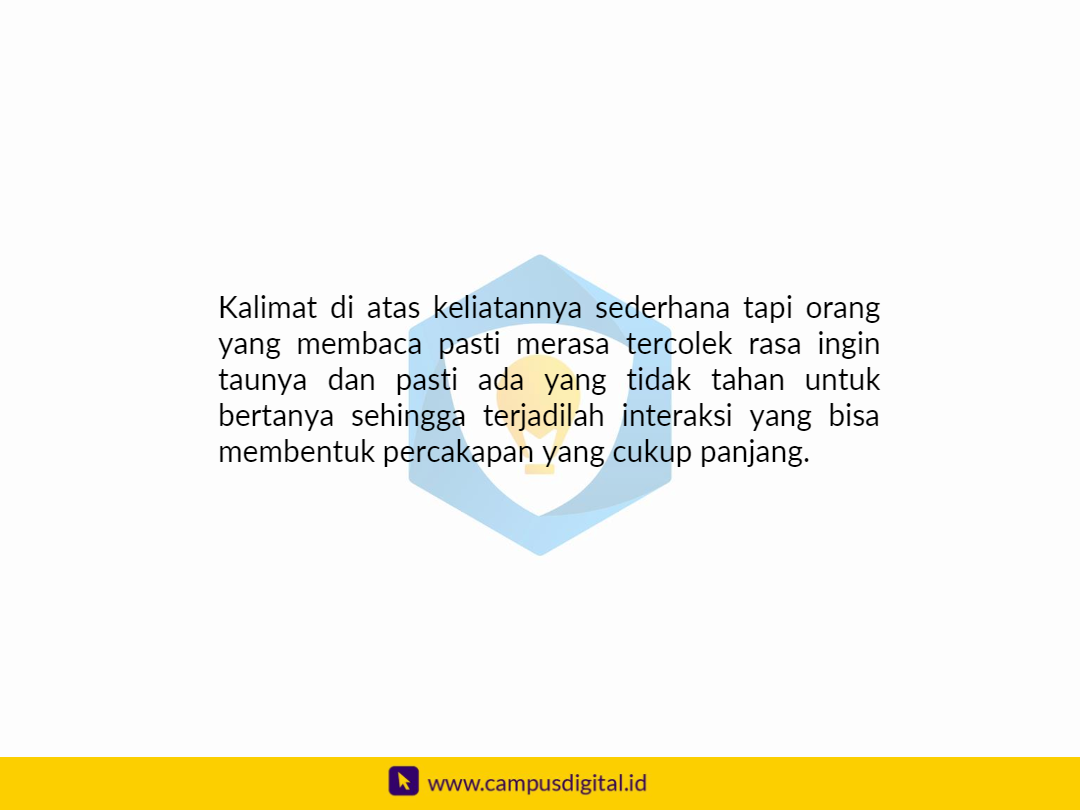 Kalimat di atas keliatannya sederhana tapi orang
yang membaca pasti merasa tercolek rasa ingin
taunya dan pasti ada yang tidak tahan untuk
bertanya sehingga terjadilah interaksi yang bisa
membentuk percakapan yang cukup panjang.
www.campusdigital.id